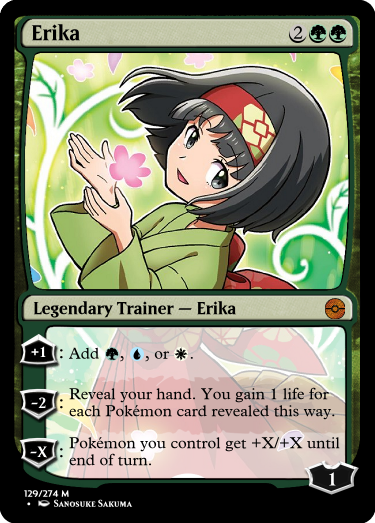 Erika 2
Legendary Trainer — Erika
+1: Add , , or .
-2: Reveal your hand. You gain 1 life for
each Pokémon card revealed this way.
-X: Pokémon you control get +X/+X until
end of turn.
1
129/274 M
• Sanosuke Sakuma